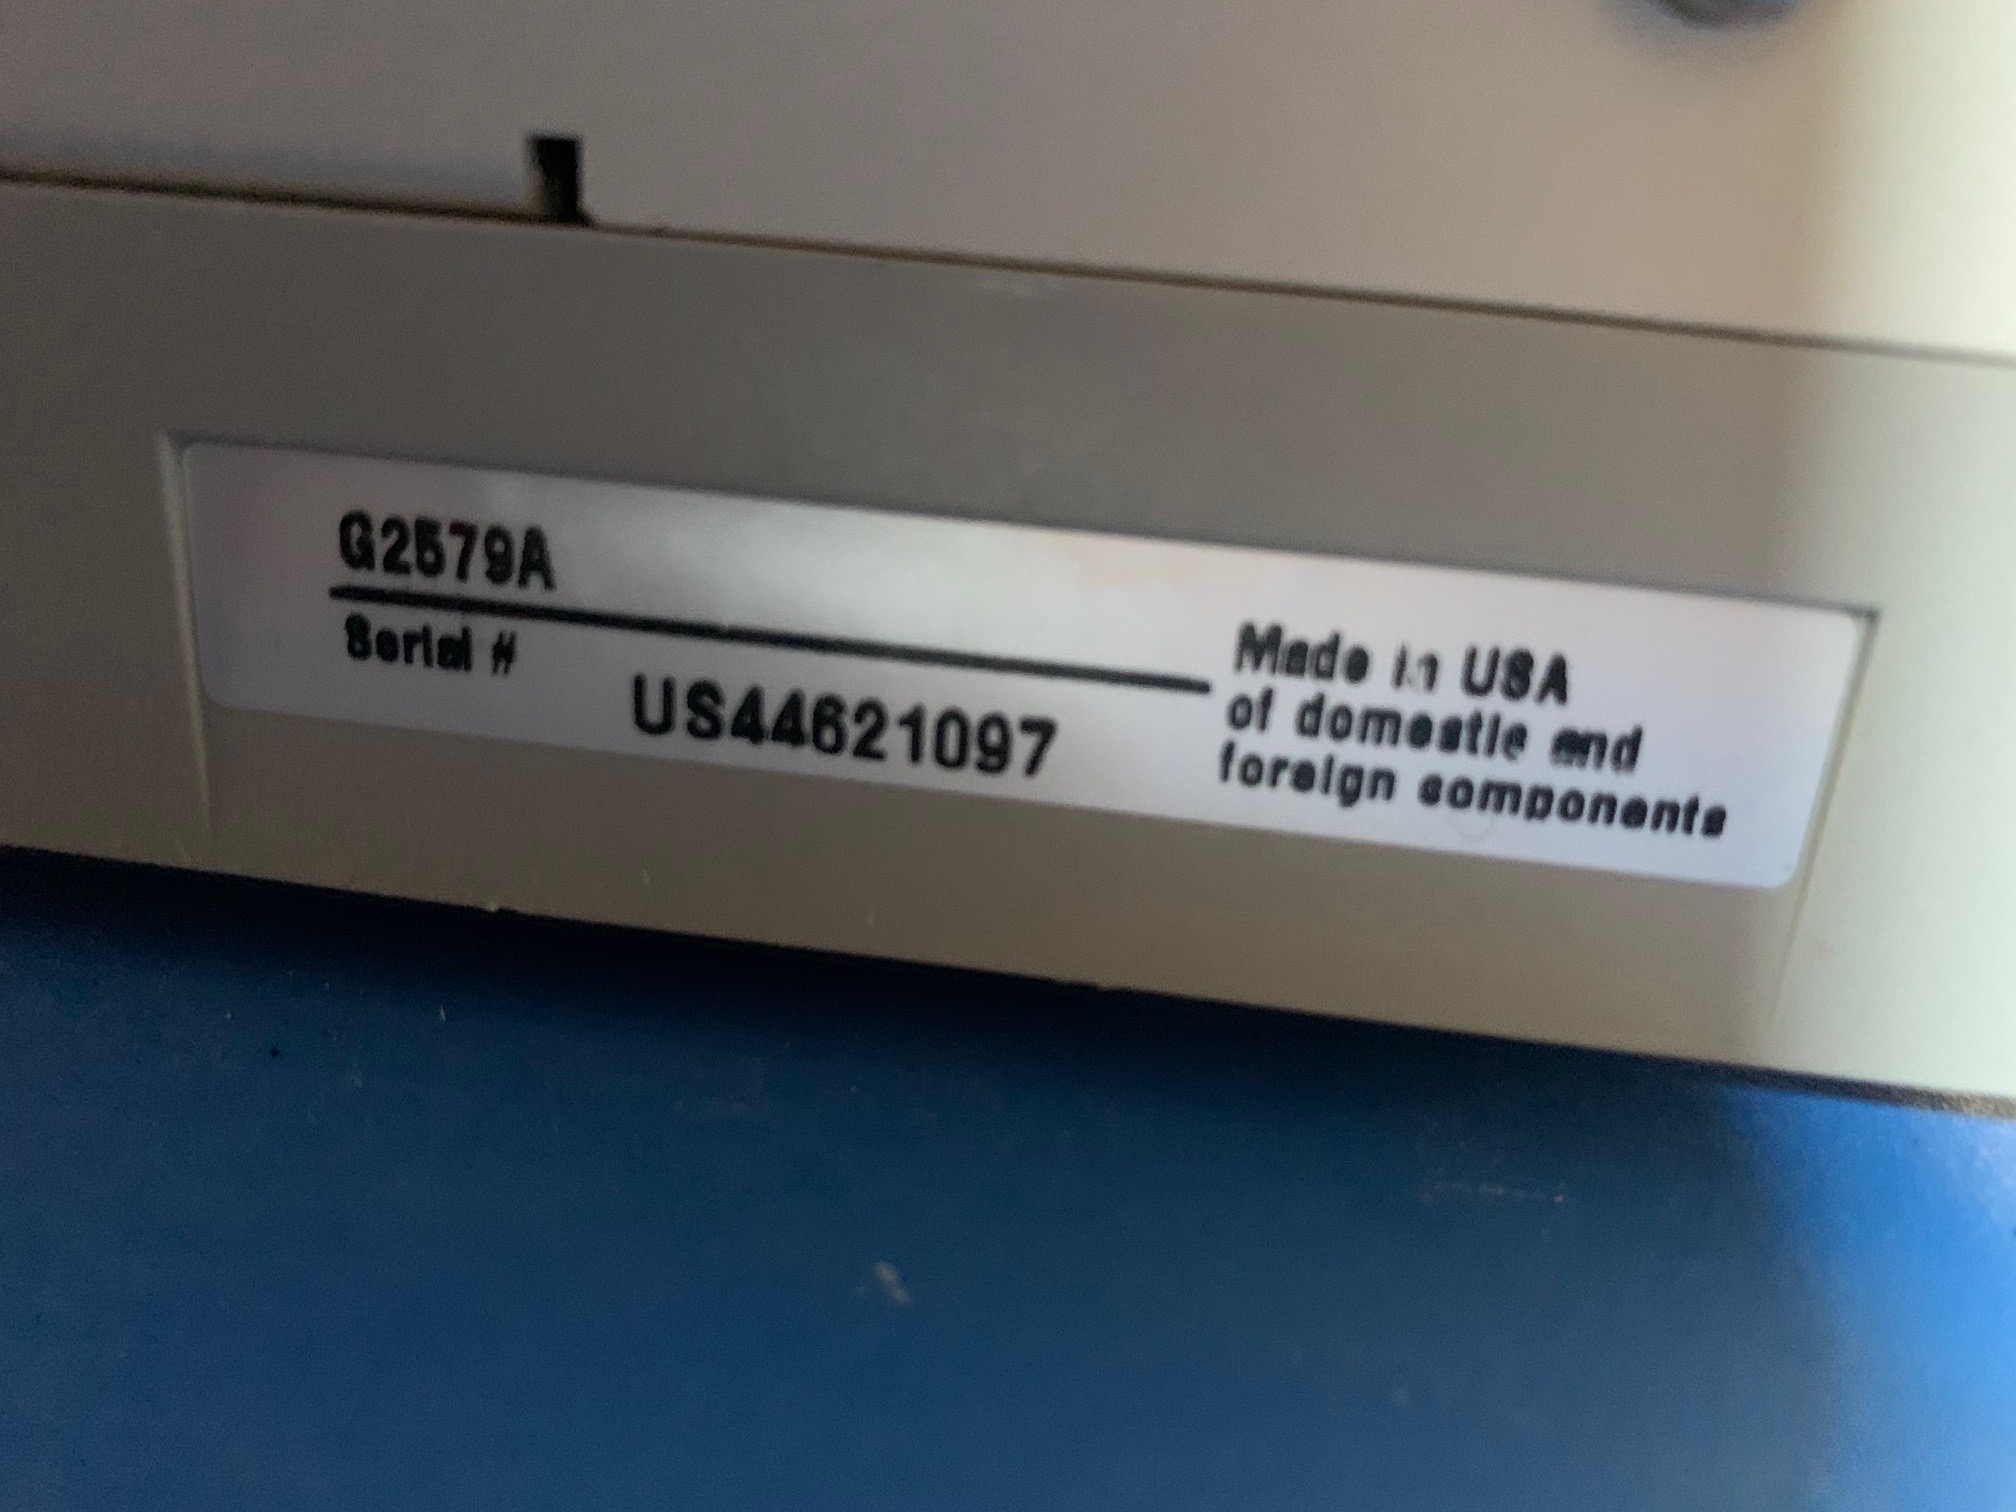 G2579A
Serial #
US44621097
Made in USA
of domestic and
foreign components